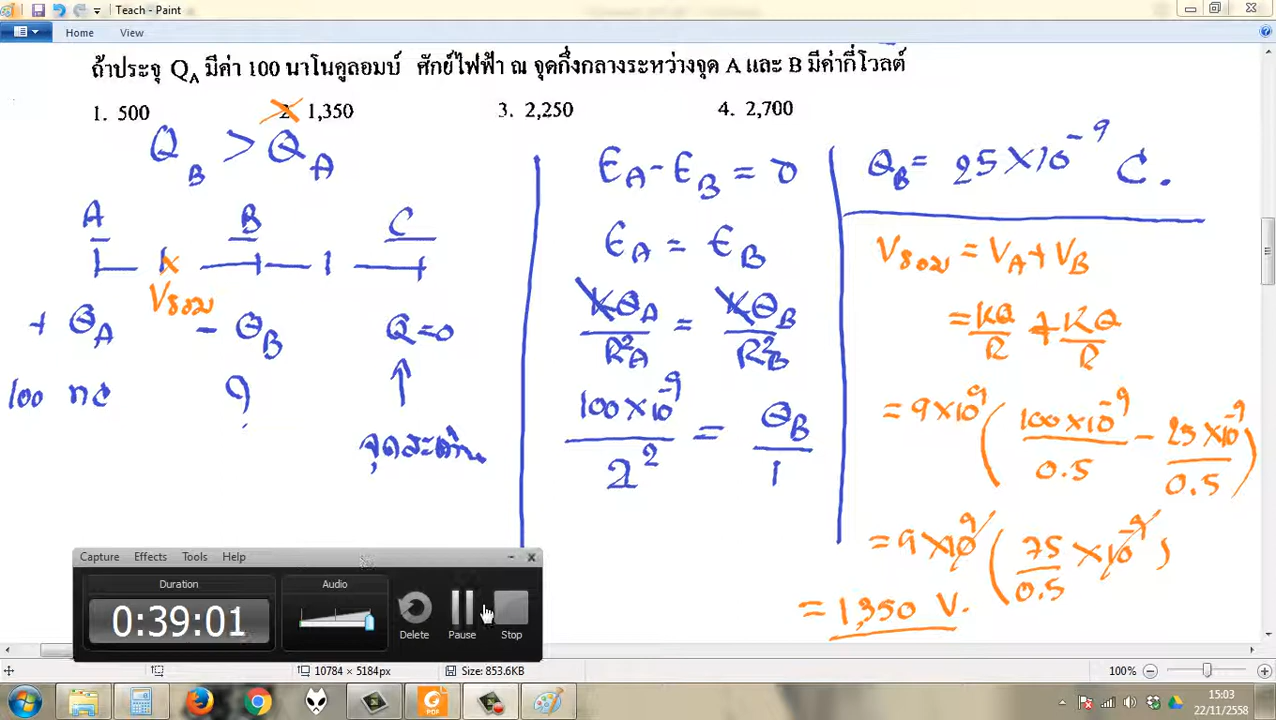 Teach - Paint
Home View
ถ้าประจุ Q_A มีค่า 100 นาโนคูลอมบ์ ศักย์ไฟฟ้า ณ จุดกึ่งกลางระหว่างจุด A และ B มีค่ากี่โวลต์
1. 500 2. 1,350 3. 2,250 4. 2,700
Q_B > Q_A
A B C
Vรวม
+ Q_A - Q_B Q=0
100 nc ?
จุดสะเทิน
E_A - E_B = 0
E_A = E_B
KQ_A/R²_A = KQ_B/R²_B
100×10⁻⁹/2² = Q_B/1
Q_B = 25×10⁻⁹ C.
Vรวม = V_A + V_B
= KQ/R + KQ/R
= 9×10⁹ (100×10⁻⁹/0.5 - 25×10⁻⁹/0.5)
= 9×10⁹ (75/0.5 ×10⁻⁹)
= 1,350 V.
Capture Effects Tools Help
Duration Audio
0:39:01
Delete Pause Stop
10784 × 5184px Size: 853.6KB 100%
PDF
15:03
22/11/2558